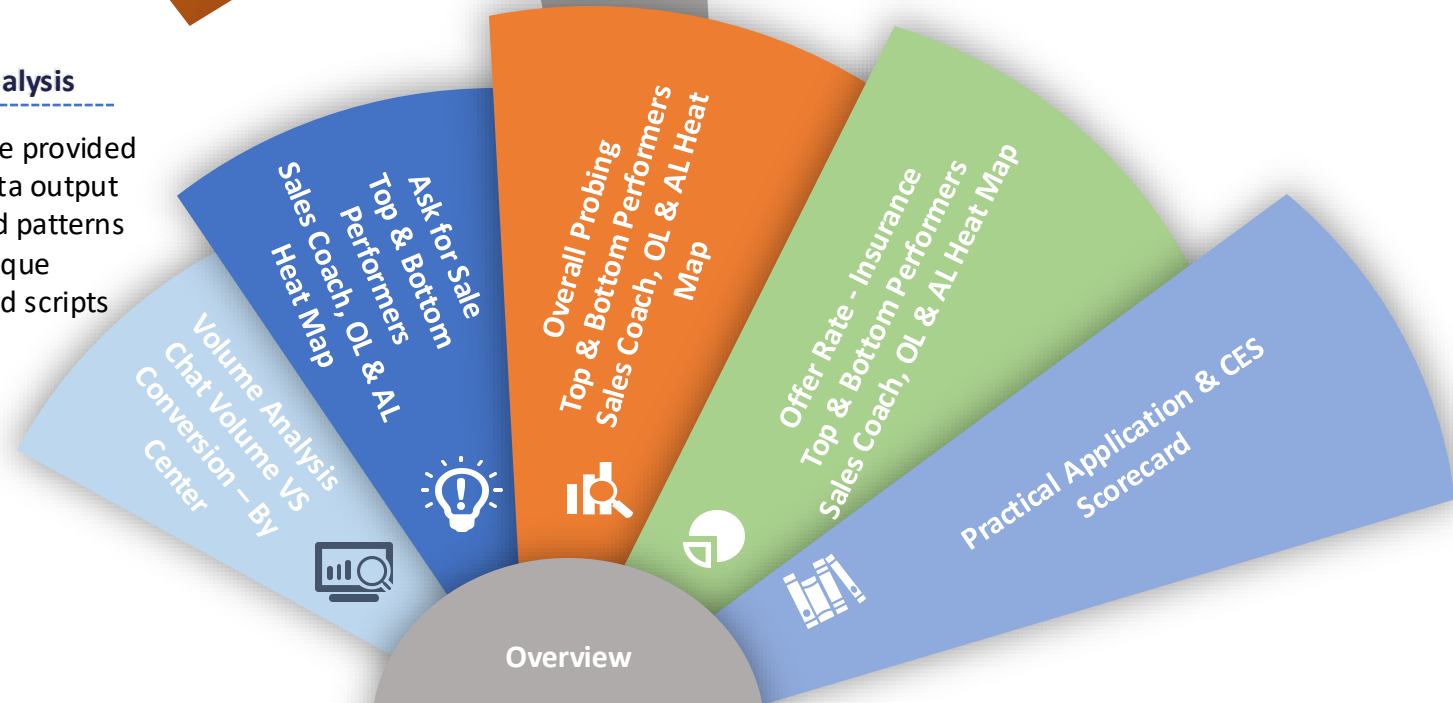 alysis
e provided
ta output
d patterns
que
d scripts
Volume Analysis
Chat Volume VS
Conversion – By
Center
Ask for Sale
Top & Bottom
Performers
Sales Coach, OL & AL
Heat Map
Overall Probing
Top & Bottom Performers
Sales Coach, OL & AL Heat
Map
Offer Rate - Insurance
Top & Bottom Performers
Sales Coach, OL & AL Heat Map
Practical Application & CES
Scorecard
Overview